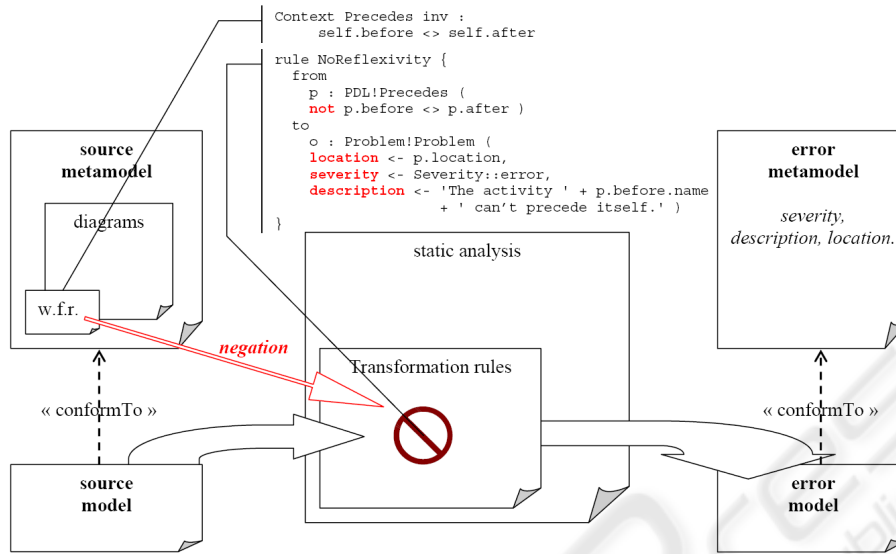 Context Precedes inv :
self.before <> self.after
rule NoReflexivity {
from
p : PDL!Precedes (
not p.before <> p.after )
to
o : Problem!Problem (
location <- p.location,
severity <- Severity::error,
description <- 'The activity ' + p.before.name
+ ' can't precede itself.' )
}
source
metamodel
diagrams
w.f.r.
error
metamodel
severity,
description, location.
static analysis
negation
Transformation rules
« conformTo »
« conformTo »
source
model
error
model